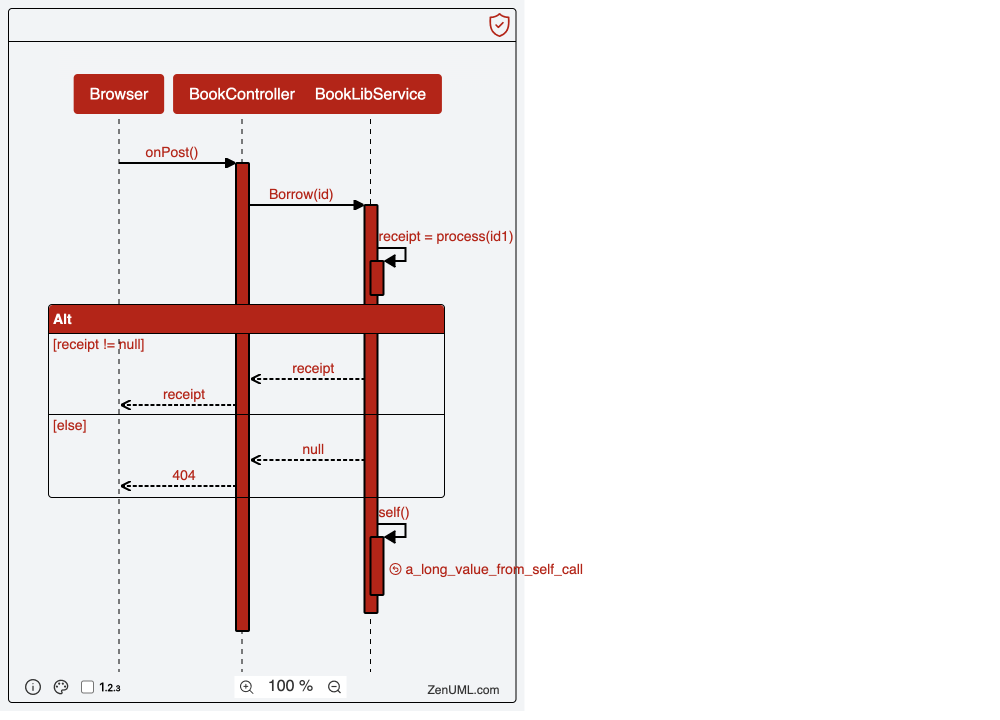 Browser
BookController
BookLibService
onPost()
Borrow(id)
receipt = process(id1)
Alt
[receipt != null]
receipt
receipt
[else]
null
404
self()
a_long_value_from_self_call
1.2.3
100 %
ZenUML.com